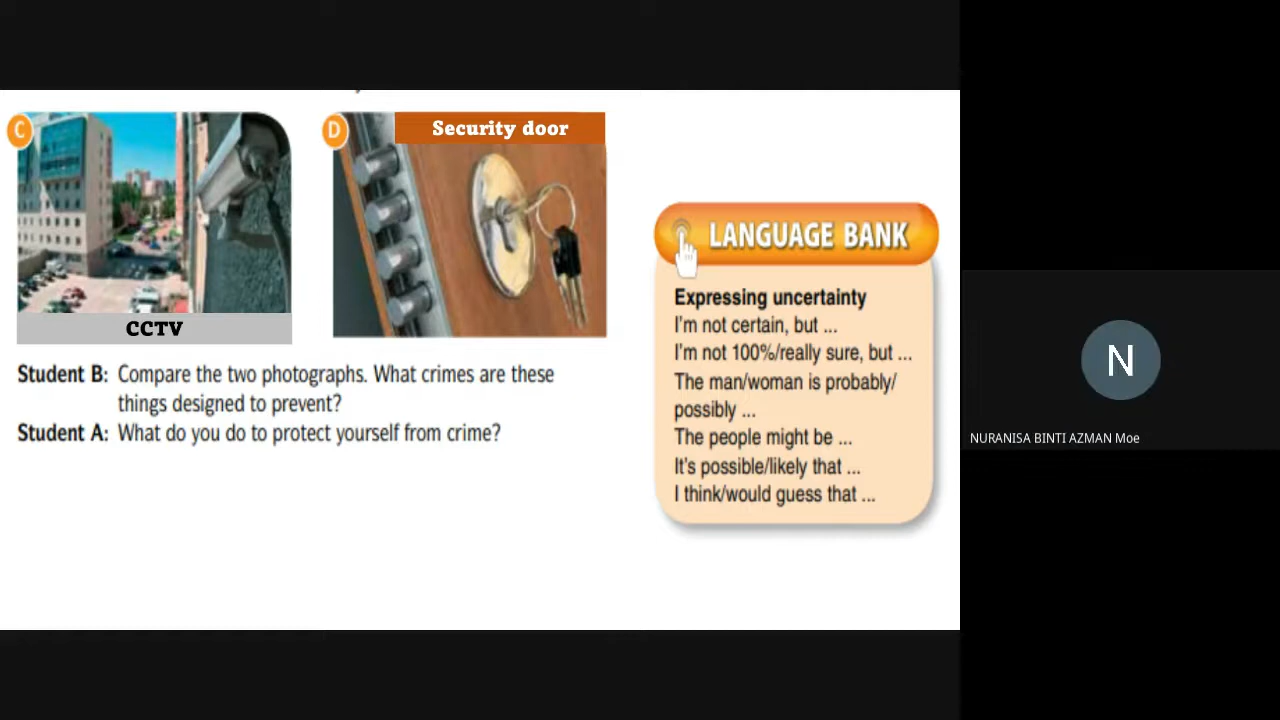 C
D
Security door
CCTV
Student B: Compare the two photographs. What crimes are these
things designed to prevent?
Student A: What do you do to protect yourself from crime?
LANGUAGE BANK
Expressing uncertainty
I'm not certain, but ...
I'm not 100%/really sure, but ...
The man/woman is probably/
possibly ...
The people might be ...
It's possible/likely that ...
I think/would guess that ...
N
NURANISA BINTI AZMAN Moe